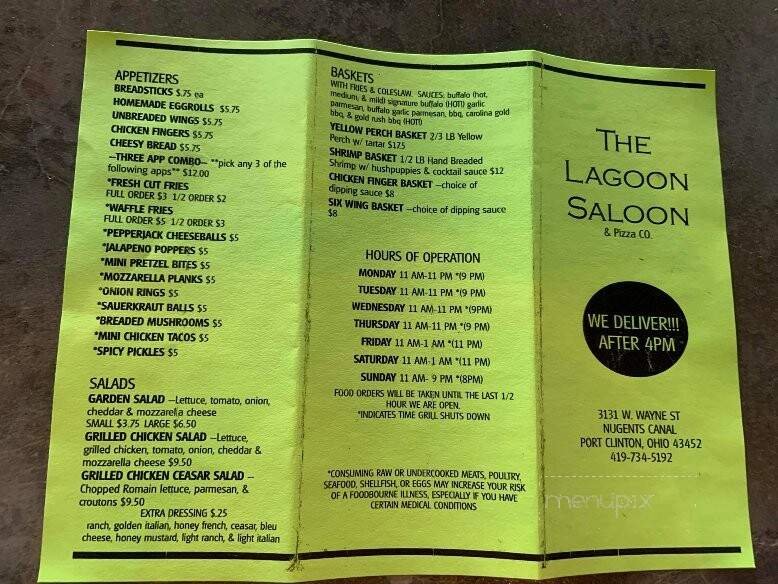 APPETIZERS
BREADSTICKS $.75 ea
HOMEMADE EGGROLLS $5.75
UNBREADED WINGS $5.75
CHICKEN FINGERS $5.75
CHEESY BREAD $5.75
--THREE APP COMBO-- **pick any 3 of the
following apps** $12.00
*FRESH CUT FRIES
FULL ORDER $3 1/2 ORDER $2
*WAFFLE FRIES
FULL ORDER $5 1/2 ORDER $3
*PEPPERJACK CHEESEBALLS $5
*JALAPENO POPPERS $5
*MINI PRETZEL BITES $5
*MOZZARELLA PLANKS $5
*ONION RINGS $5
*SAUERKRAUT BALLS $5
*BREADED MUSHROOMS $5
*MINI CHICKEN TACOS $5
*SPICY PICKLES $5
SALADS
GARDEN SALAD --Lettuce, tomato, onion,
cheddar & mozzarella cheese
SMALL $3.75 LARGE $6.50
GRILLED CHICKEN SALAD --Lettuce,
grilled chicken, tomato, onion, cheddar &
mozzarella cheese $9.50
GRILLED CHICKEN CEASAR SALAD --
Chopped Romain lettuce, parmesan, &
croutons $9.50
EXTRA DRESSING $.25
ranch, golden italian, honey french, ceasar, bleu
cheese, honey mustard, light ranch, & light italian
BASKETS
WITH FRIES & COLESLAW. SAUCES: buffalo (hot,
medium, & mild) signature buffalo (HOT!) garlic
parmesan, buffalo garlic parmesan, bbq, carolina gold
bbq, & gold rush bbq (HOT!)
YELLOW PERCH BASKET 2/3 LB Yellow
Perch w/ tartar $17.5
SHRIMP BASKET 1/2 LB Hand Breaded
Shrimp w/ hushpuppies & cocktail sauce $12
CHICKEN FINGER BASKET --choice of
dipping sauce $8
SIX WING BASKET --choice of dipping sauce
$8
HOURS OF OPERATION
MONDAY 11 AM-11 PM *(9 PM)
TUESDAY 11 AM-11 PM *(9 PM)
WEDNESDAY 11 AM-11 PM *(9PM)
THURSDAY 11 AM-11 PM *(9 PM)
FRIDAY 11 AM-1 AM *(11 PM)
SATURDAY 11 AM-1 AM *(11 PM)
SUNDAY 11 AM- 9 PM *(8PM)
FOOD ORDERS WILL BE TAKEN UNTIL THE LAST 1/2
HOUR WE ARE OPEN.
*INDICATES TIME GRILL SHUTS DOWN
*CONSUMING RAW OR UNDERCOOKED MEATS, POULTRY,
SEAFOOD, SHELLFISH, OR EGGS MAY INCREASE YOUR RISK
OF A FOODBOURNE ILLNESS, ESPECIALLY IF YOU HAVE
CERTAIN MEDICAL CONDITIONS
THE
LAGOON
SALOON
& Pizza CO.
WE DELIVER!!!
AFTER 4PM
3131 W. WAYNE ST
NUGENTS CANAL
PORT CLINTON, OHIO 43452
419-734-5192
menupix